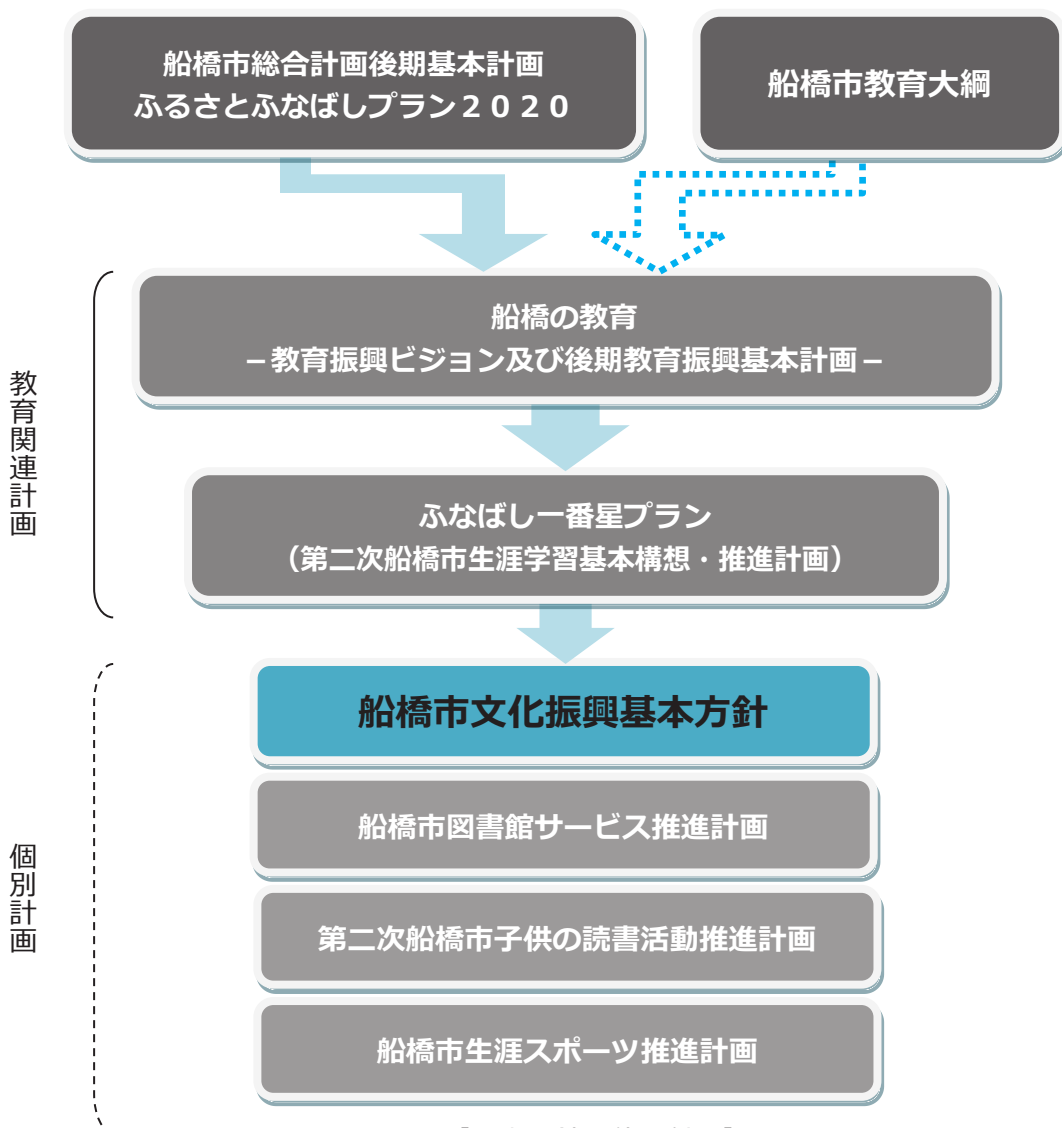 船橋市総合計画後期基本計画
ふるさとふなばしプラン２０２０
船橋市教育大綱
教育関連計画
船橋の教育
－教育振興ビジョン及び後期教育振興基本計画－
ふなばし一番星プラン
（第二次船橋市生涯学習基本構想・推進計画）
個別計画
船橋市文化振興基本方針
船橋市図書館サービス推進計画
第二次船橋市子供の読書活動推進計画
船橋市生涯スポーツ推進計画